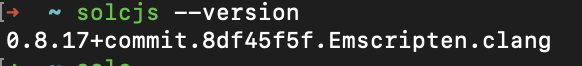 ➜ ~ solcjs --version
0.8.17+commit.8df45f5f.Emscripten.clang